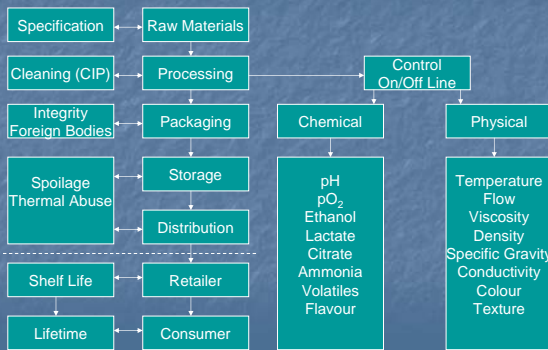 Specification
Raw Materials
Cleaning (CIP)
Processing
Control
On/Off Line
Integrity
Foreign Bodies
Packaging
Chemical
Physical
Spoilage
Thermal Abuse
Storage
Distribution
pH
pO₂
Ethanol
Lactate
Citrate
Ammonia
Volatiles
Flavour
Temperature
Flow
Viscosity
Density
Specific Gravity
Conductivity
Colour
Texture
Shelf Life
Retailer
Lifetime
Consumer